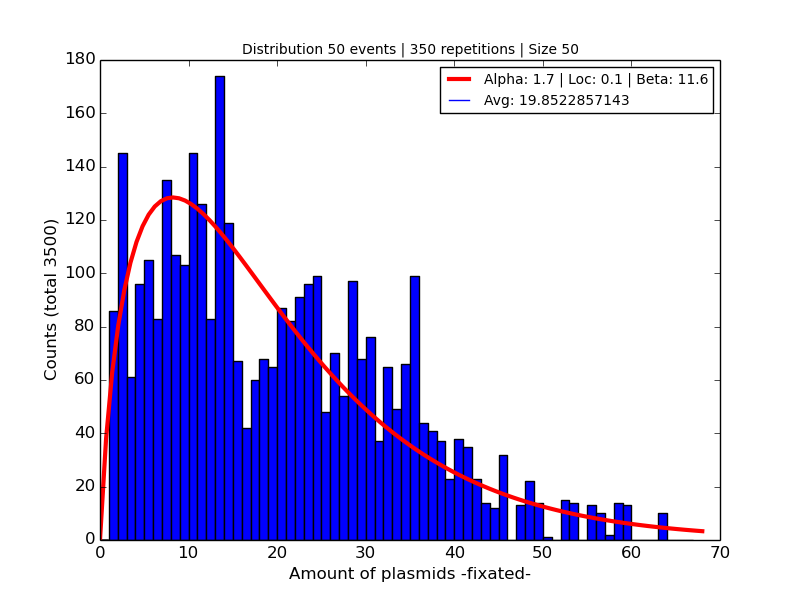 Distribution 50 events | 350 repetitions | Size 50
Alpha: 1.7 | Loc: 0.1 | Beta: 11.6
Avg: 19.8522857143
Counts (total 3500)
180
160
140
120
100
80
60
40
20
0
0 10 20 30 40 50 60 70
Amount of plasmids -fixated-